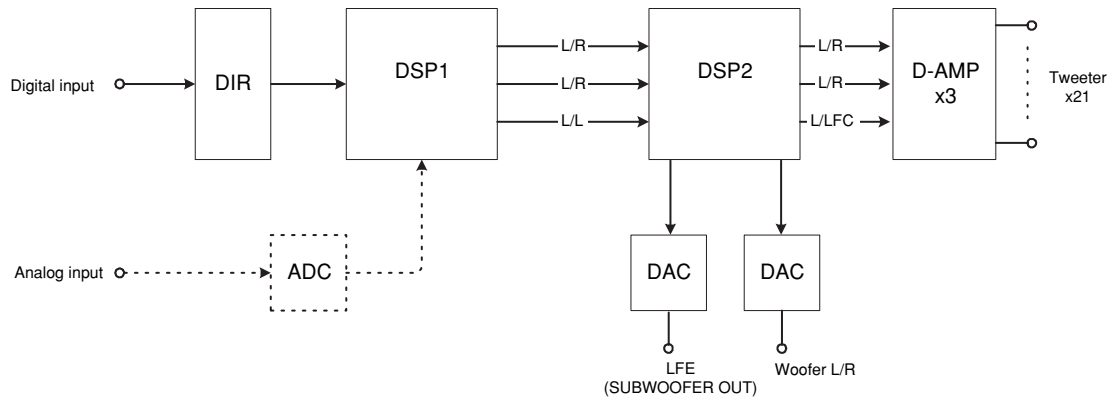 Digital input
DIR
DSP1
L/R
L/R
L/L
DSP2
L/R
L/R
L/LFC
D-AMP
x3
Tweeter
x21
Analog input
ADC
DAC
DAC
LFE
(SUBWOOFER OUT)
Woofer L/R